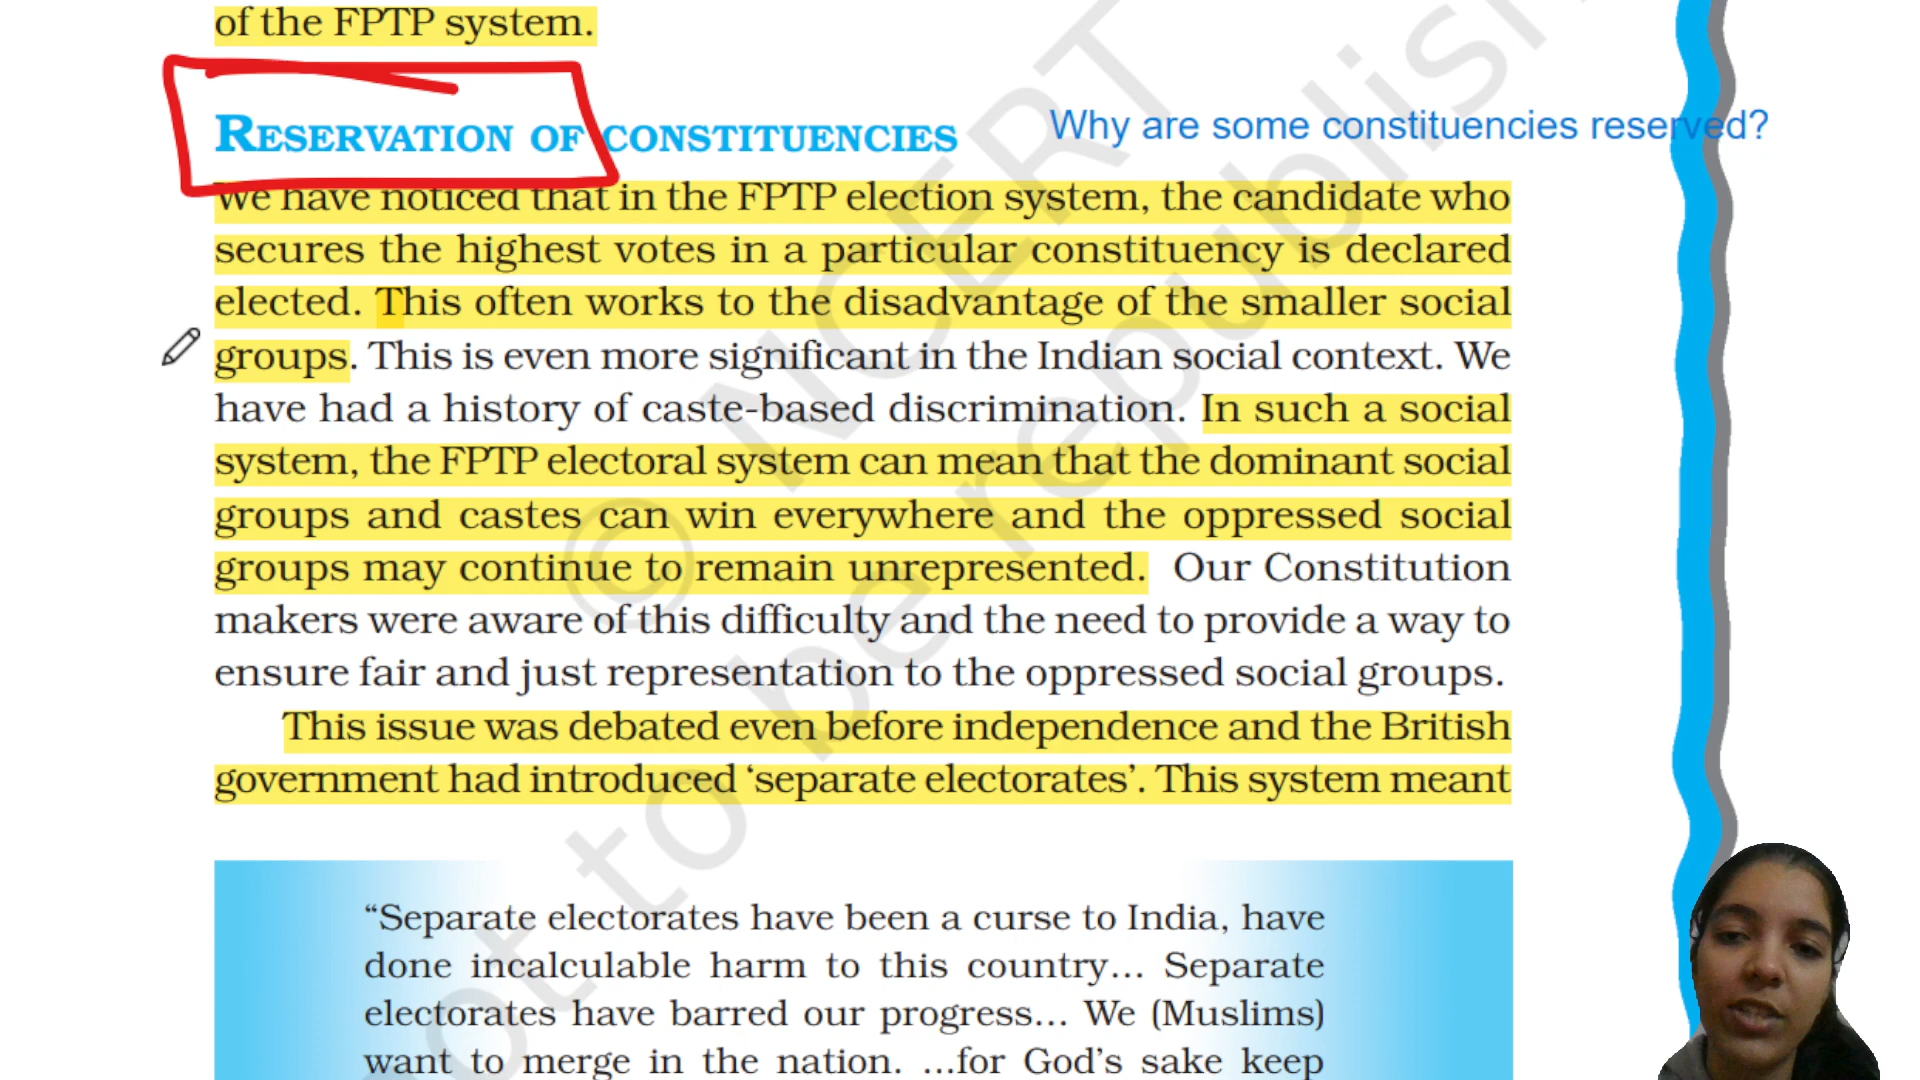 of the FPTP system.
RESERVATION OF CONSTITUENCIES
Why are some constituencies reserved?
We have noticed that in the FPTP election system, the candidate who
secures the highest votes in a particular constituency is declared
elected. This often works to the disadvantage of the smaller social
groups. This is even more significant in the Indian social context. We
have had a history of caste-based discrimination. In such a social
system, the FPTP electoral system can mean that the dominant social
groups and castes can win everywhere and the oppressed social
groups may continue to remain unrepresented. Our Constitution
makers were aware of this difficulty and the need to provide a way to
ensure fair and just representation to the oppressed social groups.
This issue was debated even before independence and the British
government had introduced ‘separate electorates’. This system meant
“Separate electorates have been a curse to India, have
done incalculable harm to this country... Separate
electorates have barred our progress... We (Muslims)
want to merge in the nation. ...for God’s sake keep
© NCERT
not to be republish